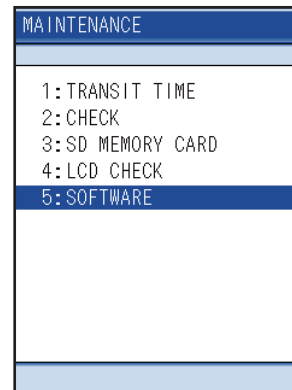 MAINTENANCE
1:TRANSIT TIME
2:CHECK
3:SD MEMORY CARD
4:LCD CHECK
5:SOFTWARE